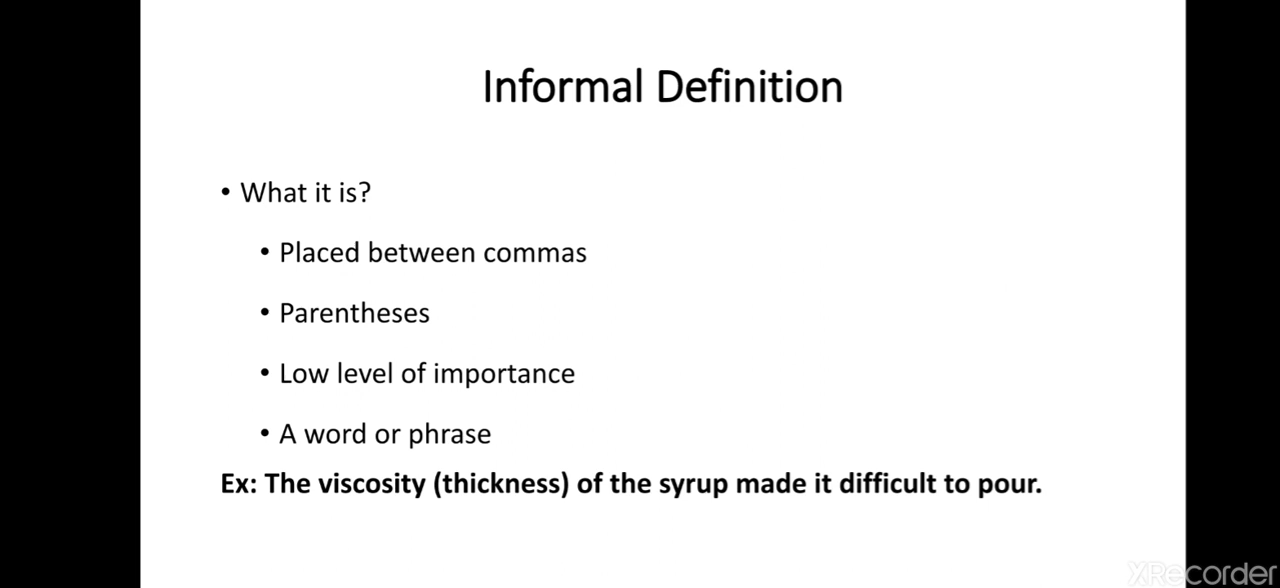 Informal Definition
• What it is?
• Placed between commas
• Parentheses
• Low level of importance
• A word or phrase
Ex: The viscosity (thickness) of the syrup made it difficult to pour.
XRecorder